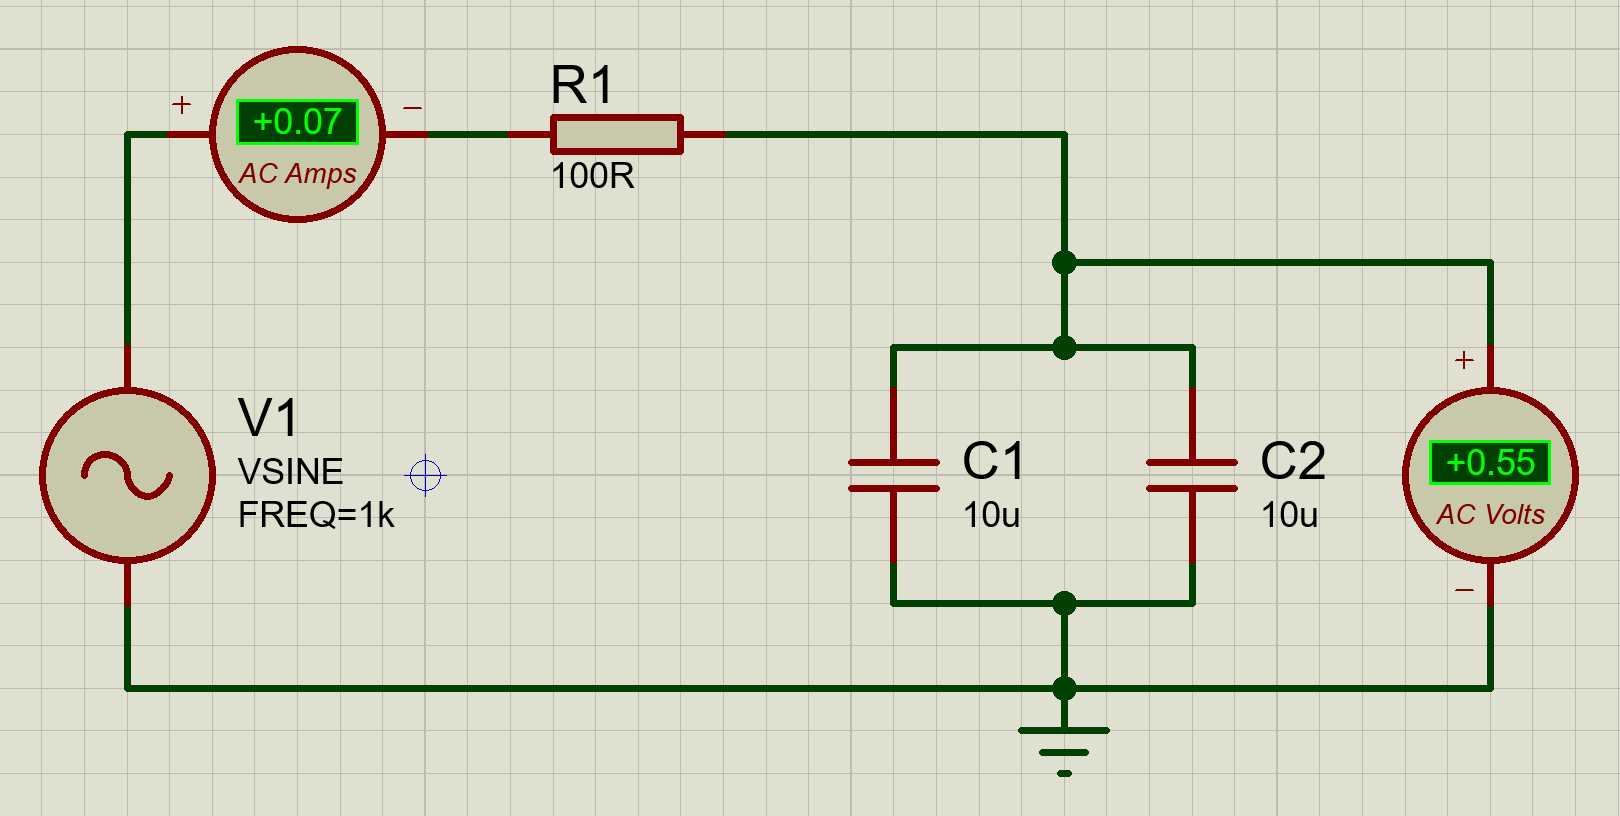 R1
+
+0.07
−
AC Amps
100R
+
V1
VSINE
FREQ=1k
C1
10u
C2
10u
+0.55
AC Volts
−